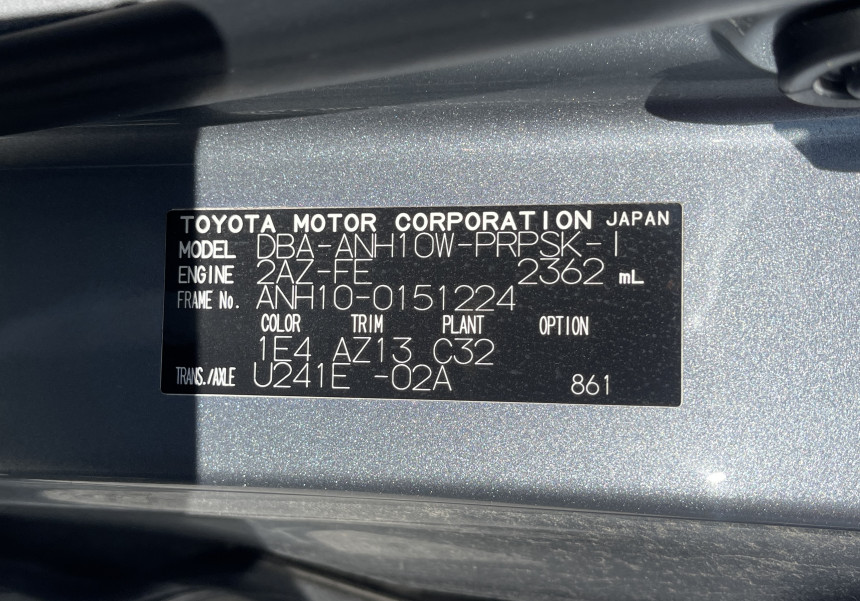 TOYOTA MOTOR CORPORATION JAPAN
MODEL DBA-ANH10W-PRPSK-I
ENGINE 2AZ-FE 2362 mL
FRAME No. ANH10-0151224
COLOR TRIM PLANT OPTION
1E4 AZ13 C32
TRANS./AXLE U241E -02A 861